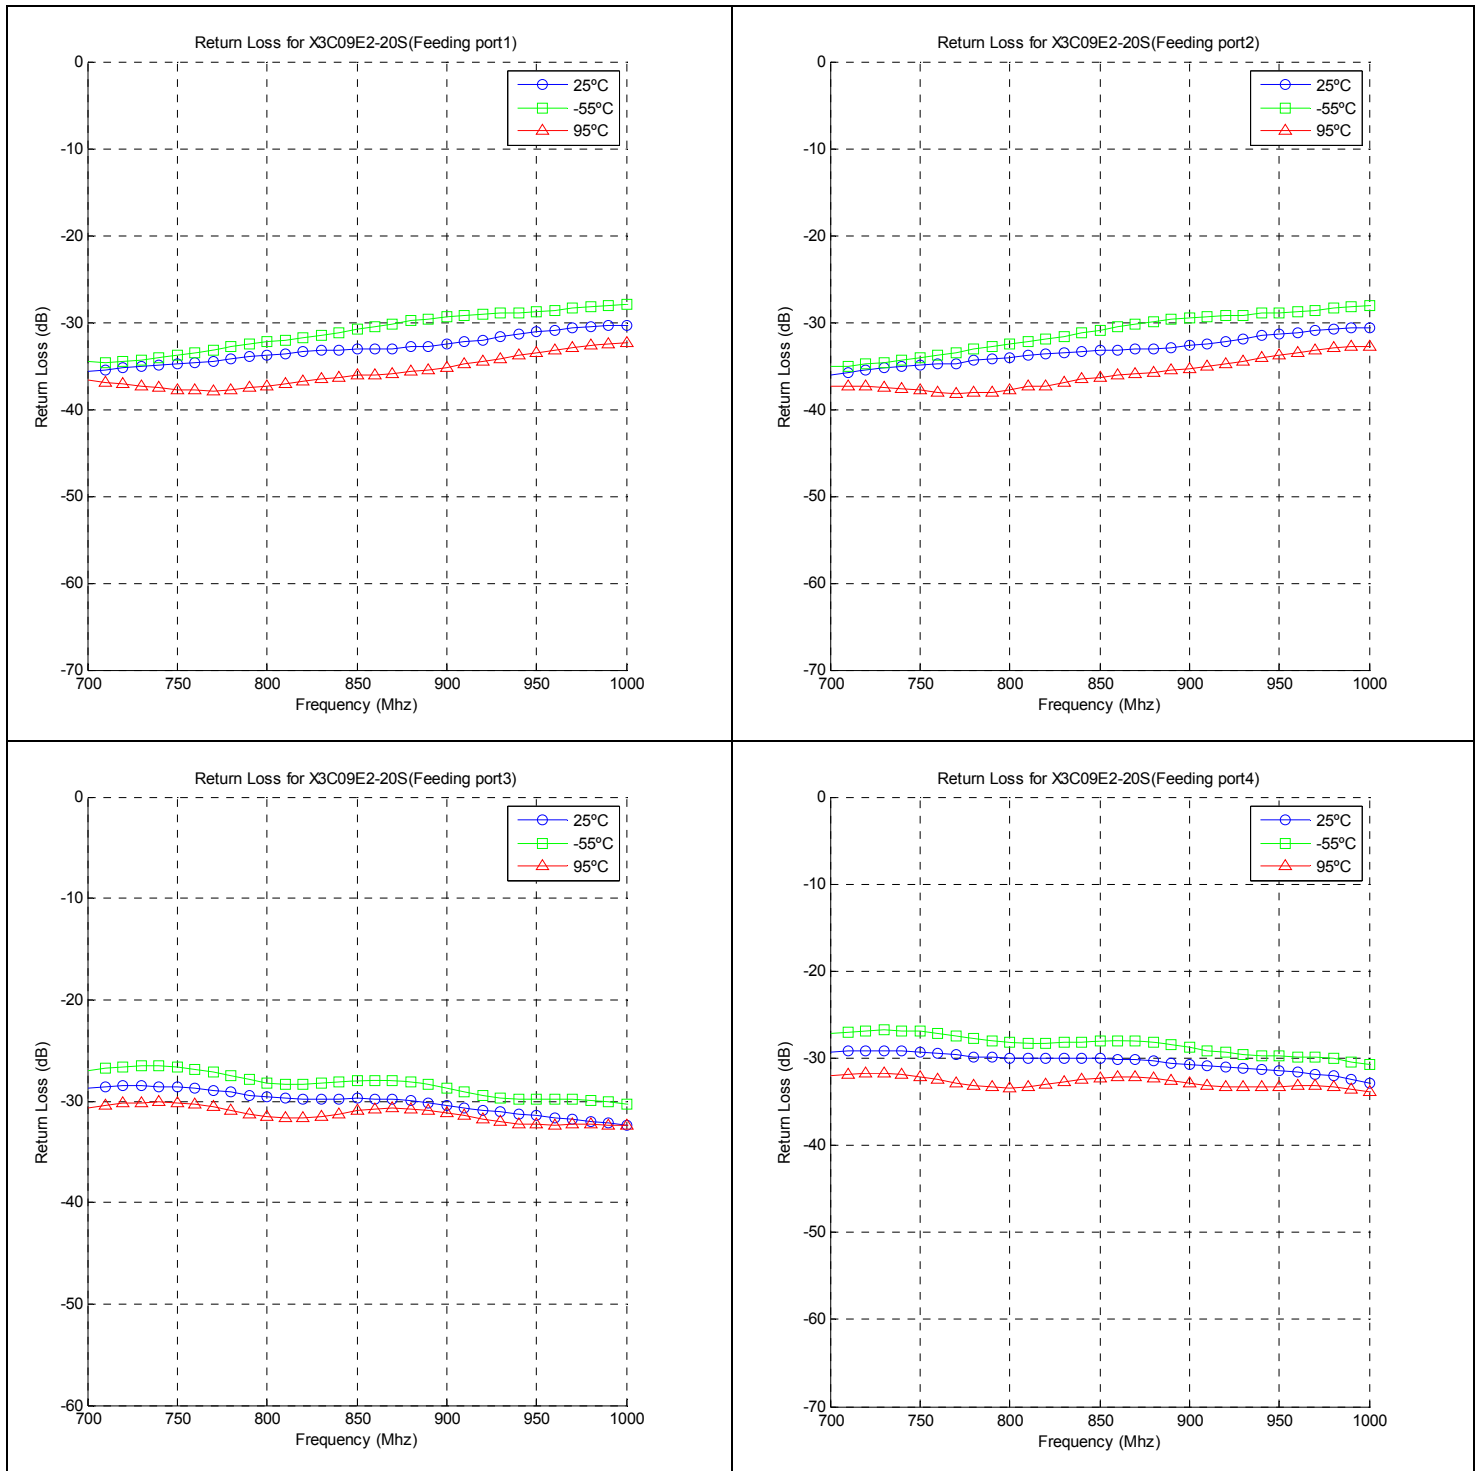 Return Loss for X3C09E2-20S(Feeding port1)
25ºC
-55ºC
95ºC
0
-10
-20
-30
-40
-50
-60
-70
Return Loss (dB)
700 750 800 850 900 950 1000
Frequency (Mhz)
Return Loss for X3C09E2-20S(Feeding port2)
25ºC
-55ºC
95ºC
0
-10
-20
-30
-40
-50
-60
-70
Return Loss (dB)
700 750 800 850 900 950 1000
Frequency (Mhz)
Return Loss for X3C09E2-20S(Feeding port3)
25ºC
-55ºC
95ºC
0
-10
-20
-30
-40
-50
-60
Return Loss (dB)
700 750 800 850 900 950 1000
Frequency (Mhz)
Return Loss for X3C09E2-20S(Feeding port4)
25ºC
-55ºC
95ºC
0
-10
-20
-30
-40
-50
-60
-70
Return Loss (dB)
700 750 800 850 900 950 1000
Frequency (Mhz)